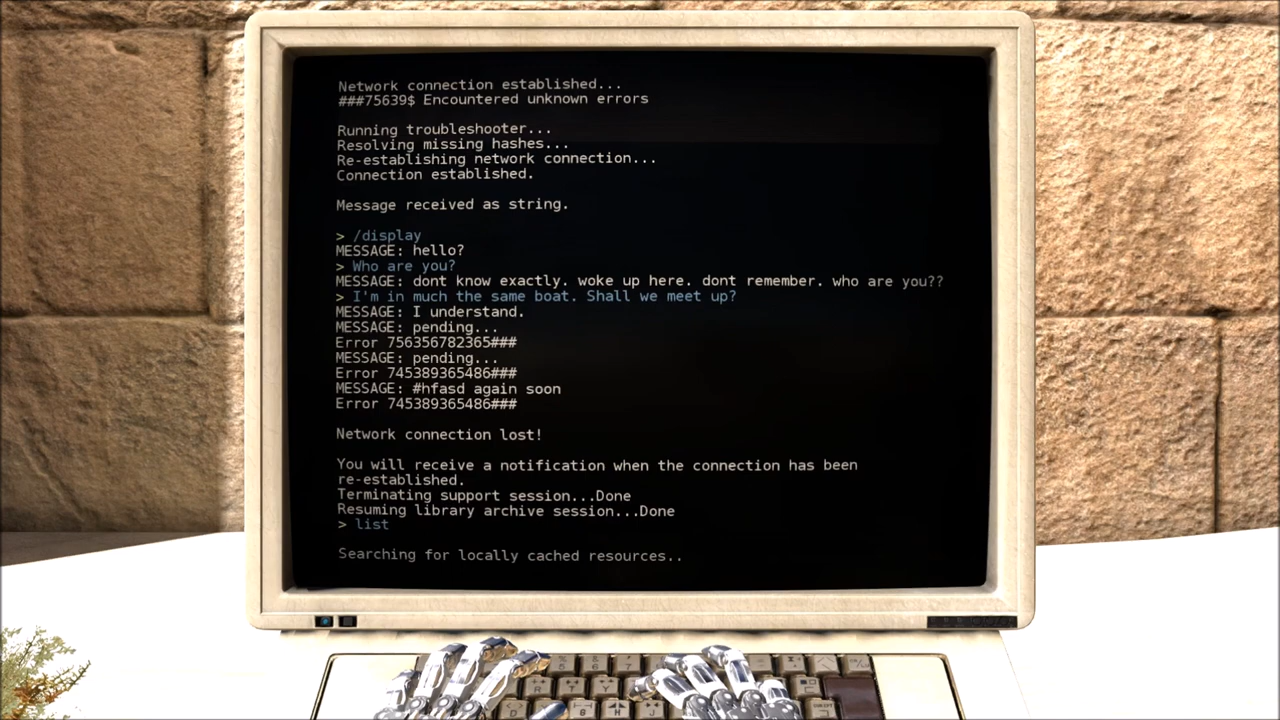 Network connection established...
###75639$ Encountered unknown errors
Running troubleshooter...
Resolving missing hashes...
Re-establishing network connection...
Connection established.
Message received as string.
> /display
MESSAGE: hello?
> Who are you?
MESSAGE: dont know exactly. woke up here. dont remember. who are you??
> I'm in much the same boat. Shall we meet up?
MESSAGE: I understand.
MESSAGE: pending...
Error 756356782365###
MESSAGE: pending...
Error 745389365486###
MESSAGE: #hfasd again soon
Error 745389365486###
Network connection lost!
You will receive a notification when the connection has been
re-established.
Terminating support session...Done
Resuming library archive session...Done
> list
Searching for locally cached resources..
R T Y
G H J